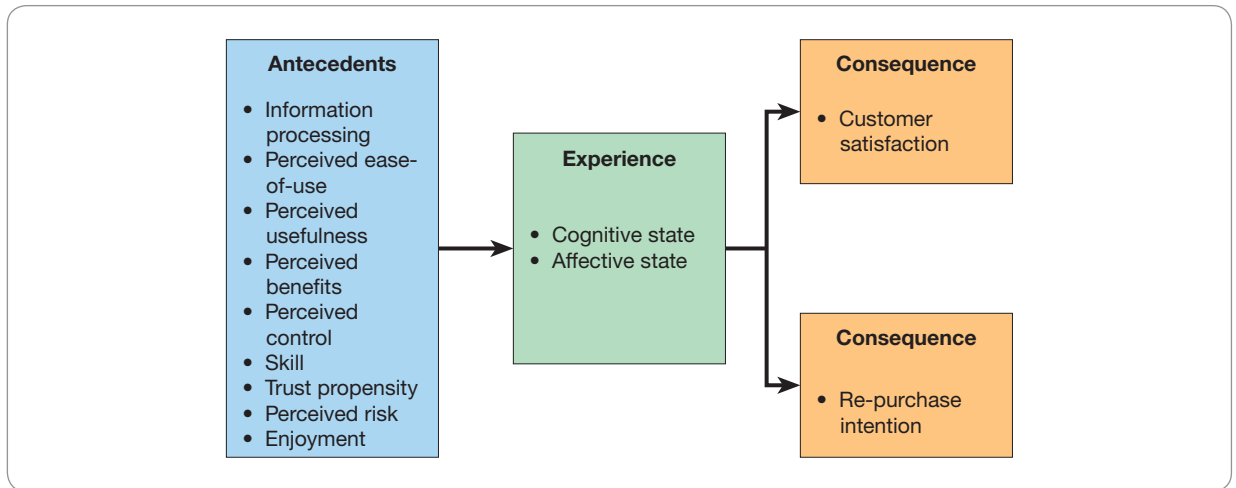 Antecedents
• Information
processing
• Perceived ease-
of-use
• Perceived
usefulness
• Perceived
benefits
• Perceived
control
• Skill
• Trust propensity
• Perceived risk
• Enjoyment
Experience
• Cognitive state
• Affective state
Consequence
• Customer
satisfaction
Consequence
• Re-purchase
intention